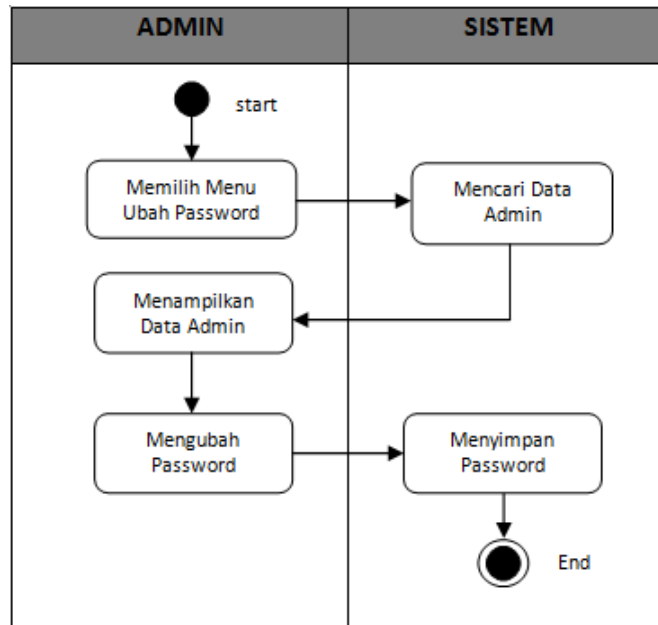 ADMIN
SISTEM
start
Memilih Menu
Ubah Password
Mencari Data
Admin
Menampilkan
Data Admin
Mengubah
Password
Menyimpan
Password
End